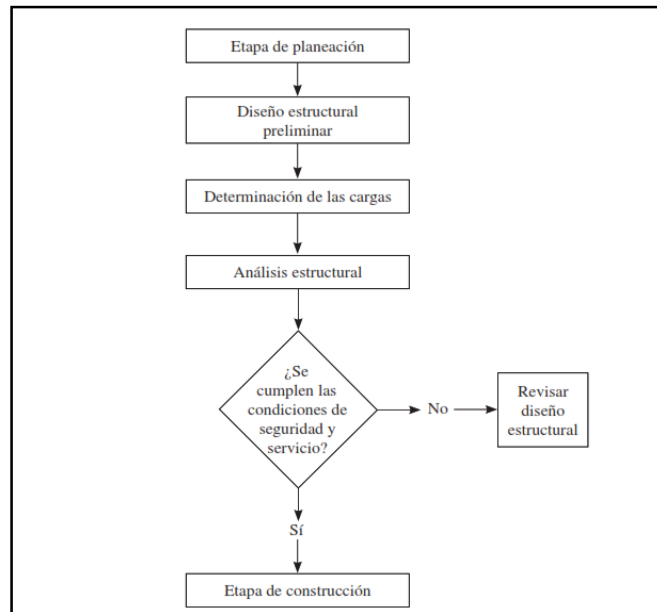 Etapa de planeación
Diseño estructural
preliminar
Determinación de las cargas
Análisis estructural
¿Se
cumplen las
condiciones de
seguridad y
servicio?
No
Revisar
diseño
estructural
Sí
Etapa de construcción